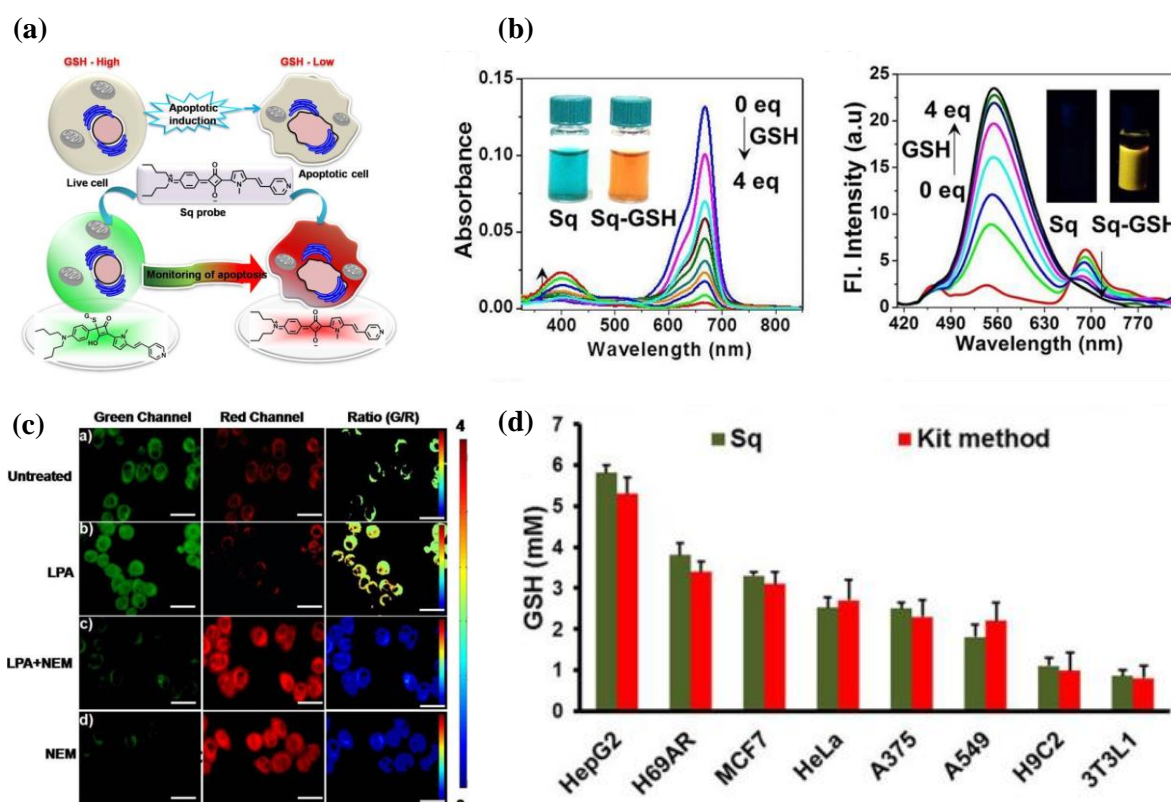 (a)
GSH - High
GSH - Low
Apoptotic
induction
Live cell
Apoptotic cell
Sq probe
Monitoring of apoptosis
(b)
0.15
0.10
0.05
0.00
Absorbance
0 eq
GSH
4 eq
Sq
Sq-GSH
400
500
600
700
800
Wavelength (nm)
25
20
15
10
5
0
Fl. Intensity (a.u)
4 eq
GSH
0 eq
Sq
Sq-GSH
420
490
560
630
700
770
Wavelength (nm)
(c)
Green Channel
Red Channel
Ratio (G/R)
4
a)
Untreated
b)
LPA
c)
LPA+NEM
d)
NEM
(d)
7
6
5
4
3
2
1
0
GSH (mM)
Sq
Kit method
HepG2
H69AR
MCF7
HeLa
A375
A549
H9C2
3T3L1